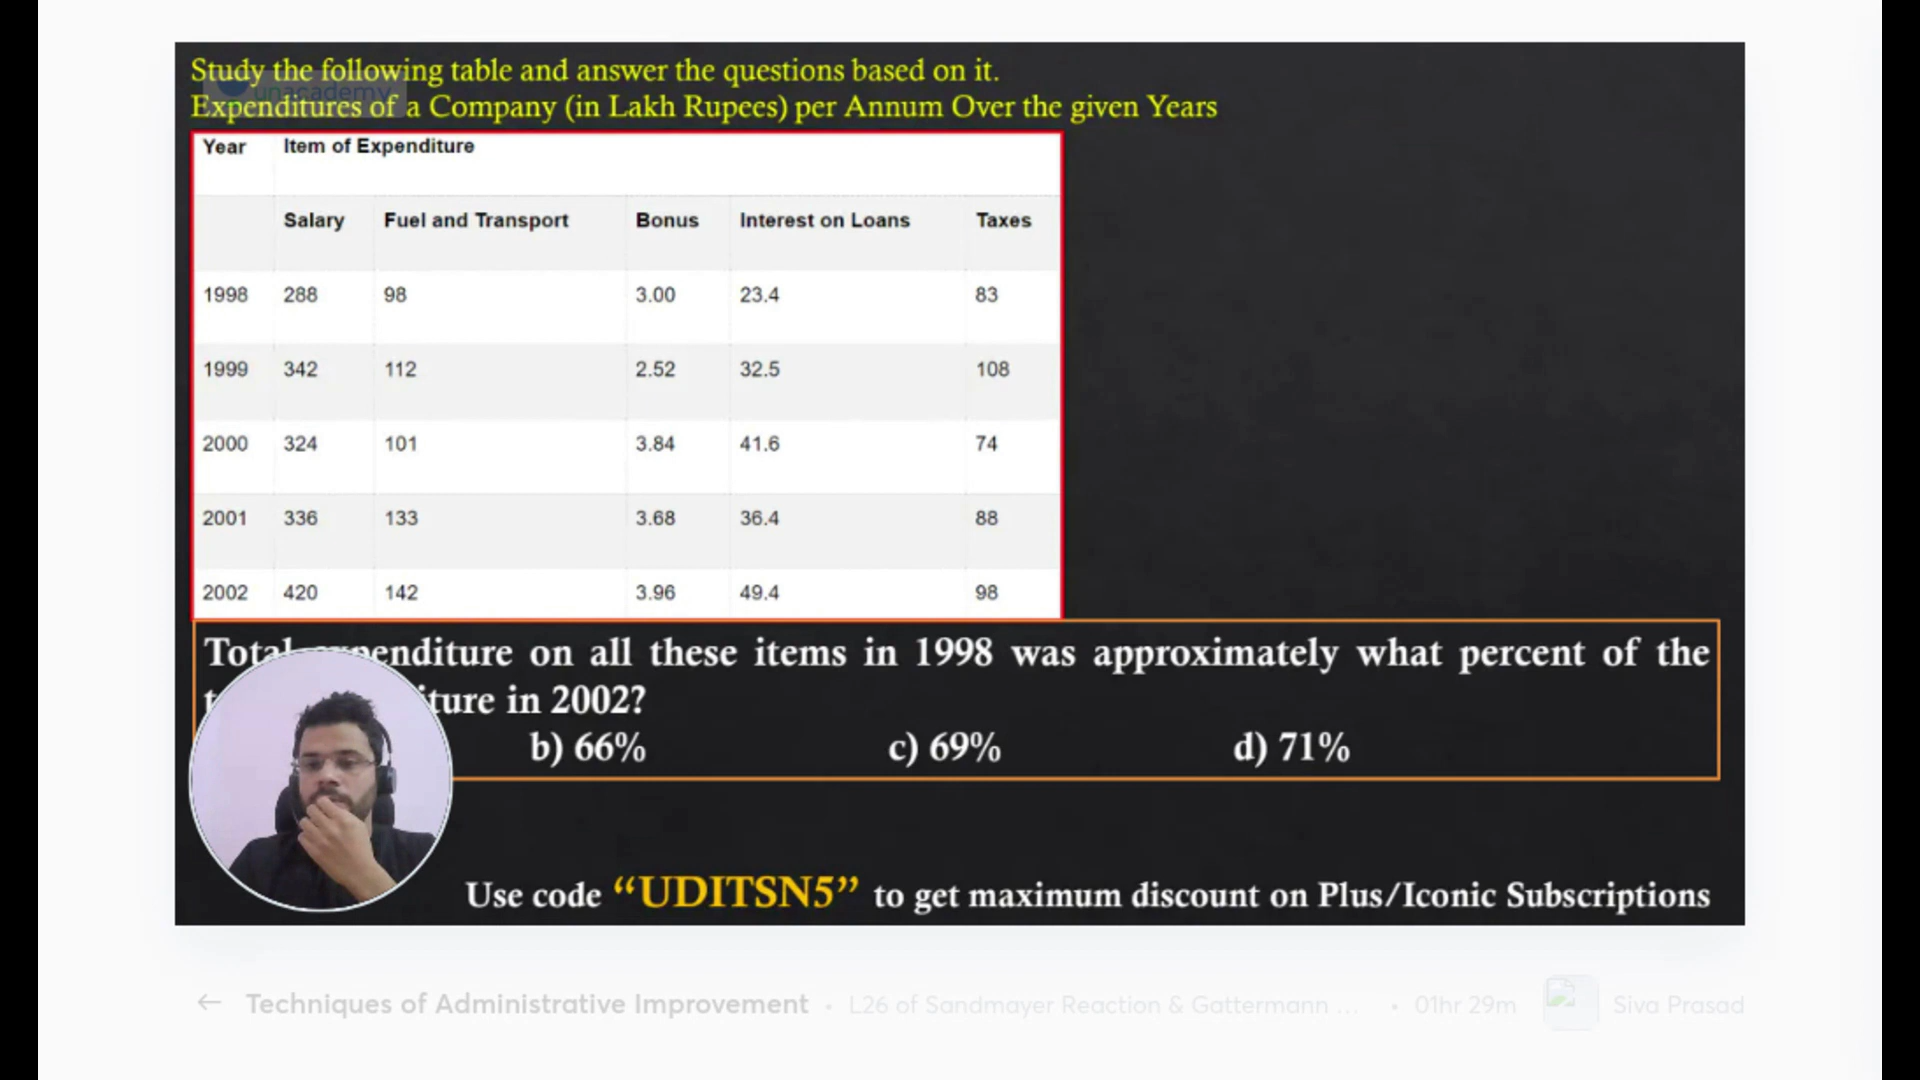 Study the following table and answer the questions based on it.
unacademy
Expenditures of a Company (in Lakh Rupees) per Annum Over the given Years
Year Item of Expenditure
Salary Fuel and Transport Bonus Interest on Loans Taxes
1998 288 98 3.00 23.4 83
1999 342 112 2.52 32.5 108
2000 324 101 3.84 41.6 74
2001 336 133 3.68 36.4 88
2002 420 142 3.96 49.4 98
Total expenditure on all these items in 1998 was approximately what percent of the
in 2002?
b) 66% c) 69% d) 71%
Use code “UDITSN5” to get maximum discount on Plus/Iconic Subscriptions
← Techniques of Administrative Improvement • L26 of Sandmayer Reaction & Gattermann ... • 01hr 29m Siva Prasad